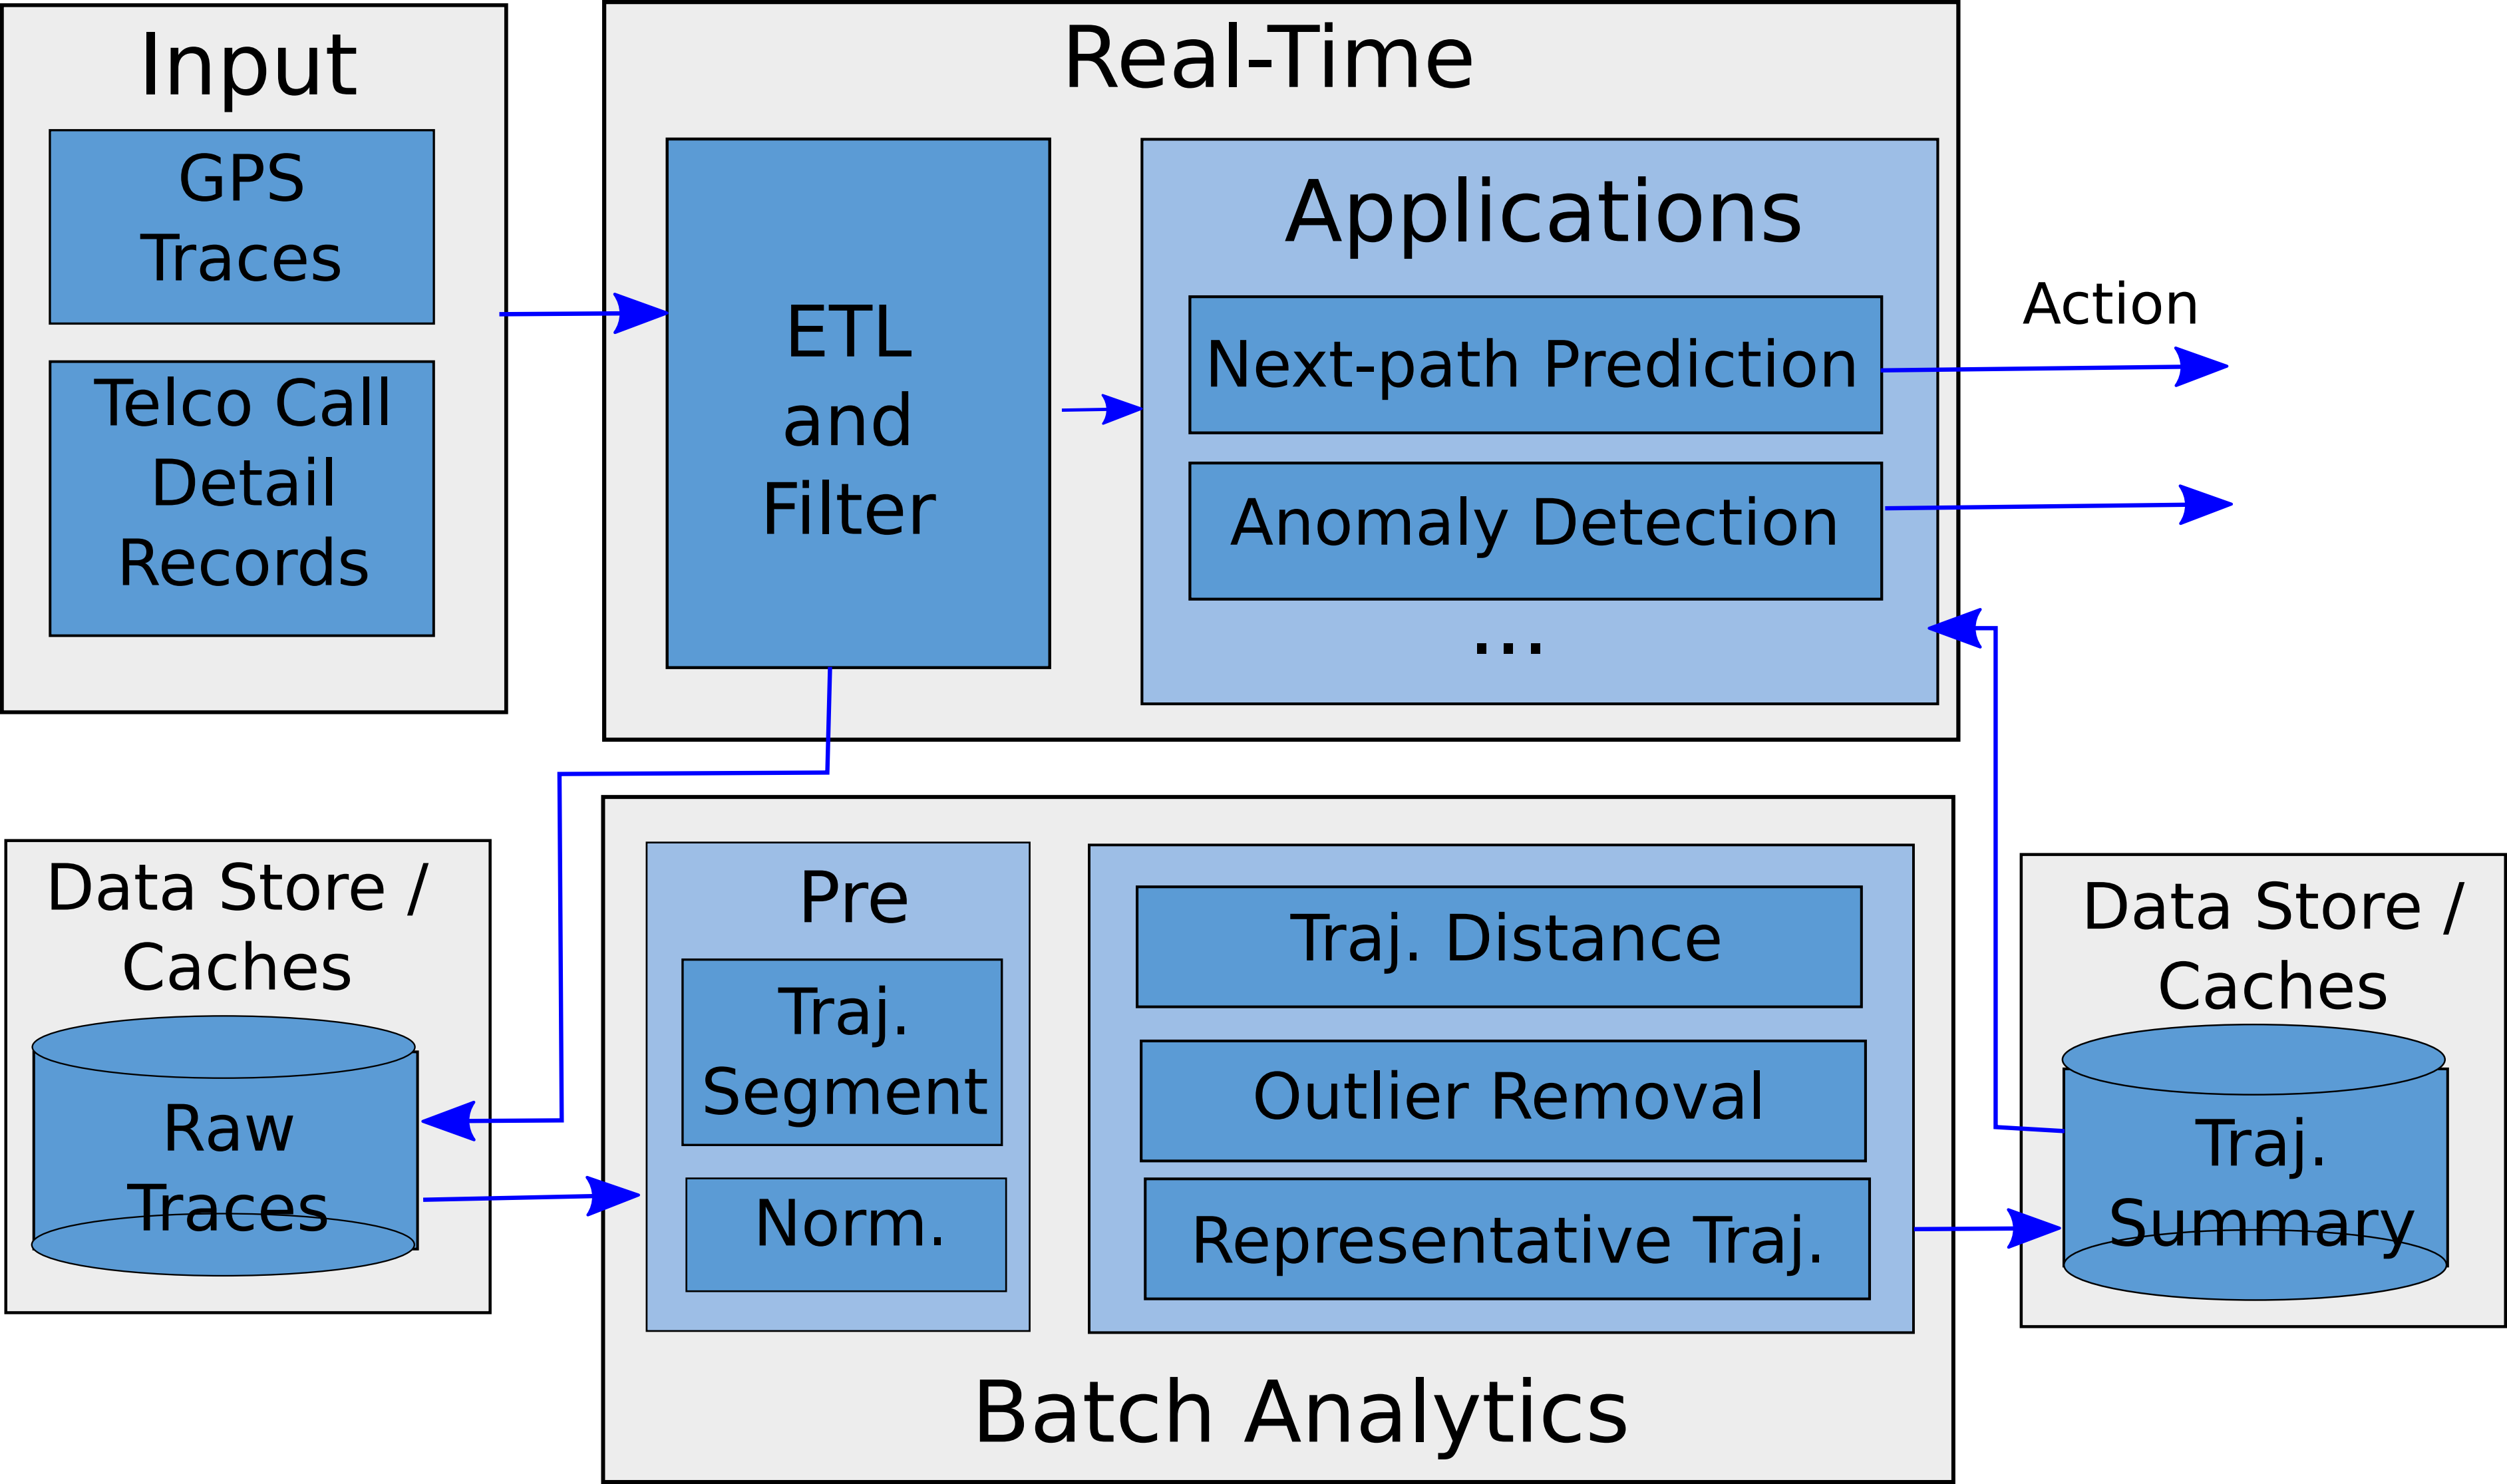 Input
GPS
Traces
Telco Call
Detail
Records
Real-Time
ETL
and
Filter
Applications
Next-path Prediction
Anomaly Detection
...
Action
Data Store /
Caches
Raw
Traces
Pre
Traj.
Segment
Norm.
Traj. Distance
Outlier Removal
Representative Traj.
Batch Analytics
Data Store /
Caches
Traj.
Summary